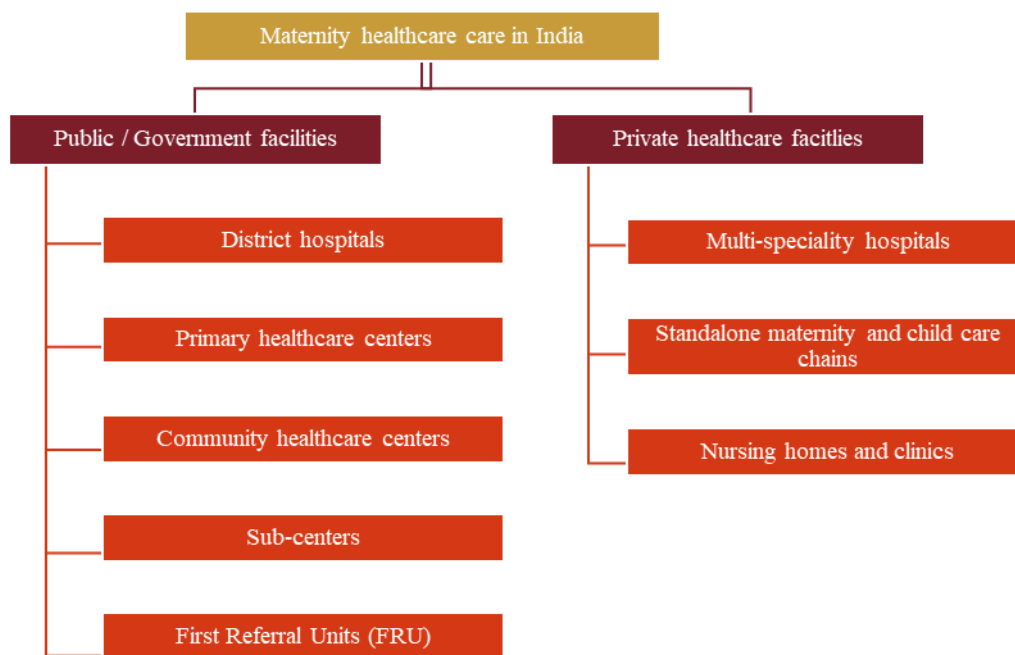 Maternity healthcare care in India
Public / Government facilities
District hospitals
Primary healthcare centers
Community healthcare centers
Sub-centers
First Referral Units (FRU)
Private healthcare facitlies
Multi-speciality hospitals
Standalone maternity and child care
chains
Nursing homes and clinics